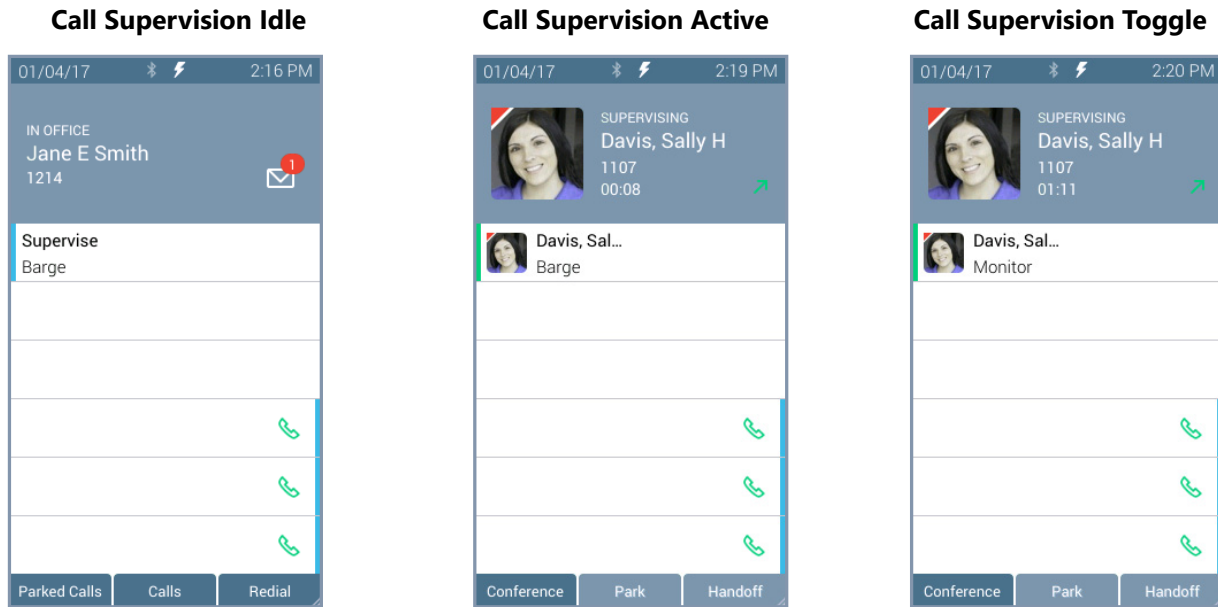 Call Supervision Idle
01/04/17 2:16 PM
IN OFFICE
Jane E Smith
1214
1
Supervise
Barge
Parked Calls Calls Redial
Call Supervision Active
01/04/17 2:19 PM
SUPERVISING
Davis, Sally H
1107
00:08
Davis, Sal...
Barge
Conference Park Handoff
Call Supervision Toggle
01/04/17 2:20 PM
SUPERVISING
Davis, Sally H
1107
01:11
Davis, Sal...
Monitor
Conference Park Handoff